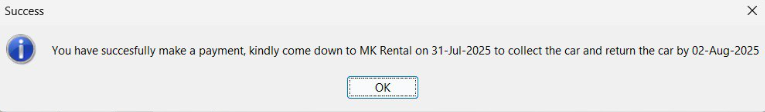 Success
You have succesfully make a payment, kindly come down to MK Rental on 31-Jul-2025 to collect the car and return the car by 02-Aug-2025
OK